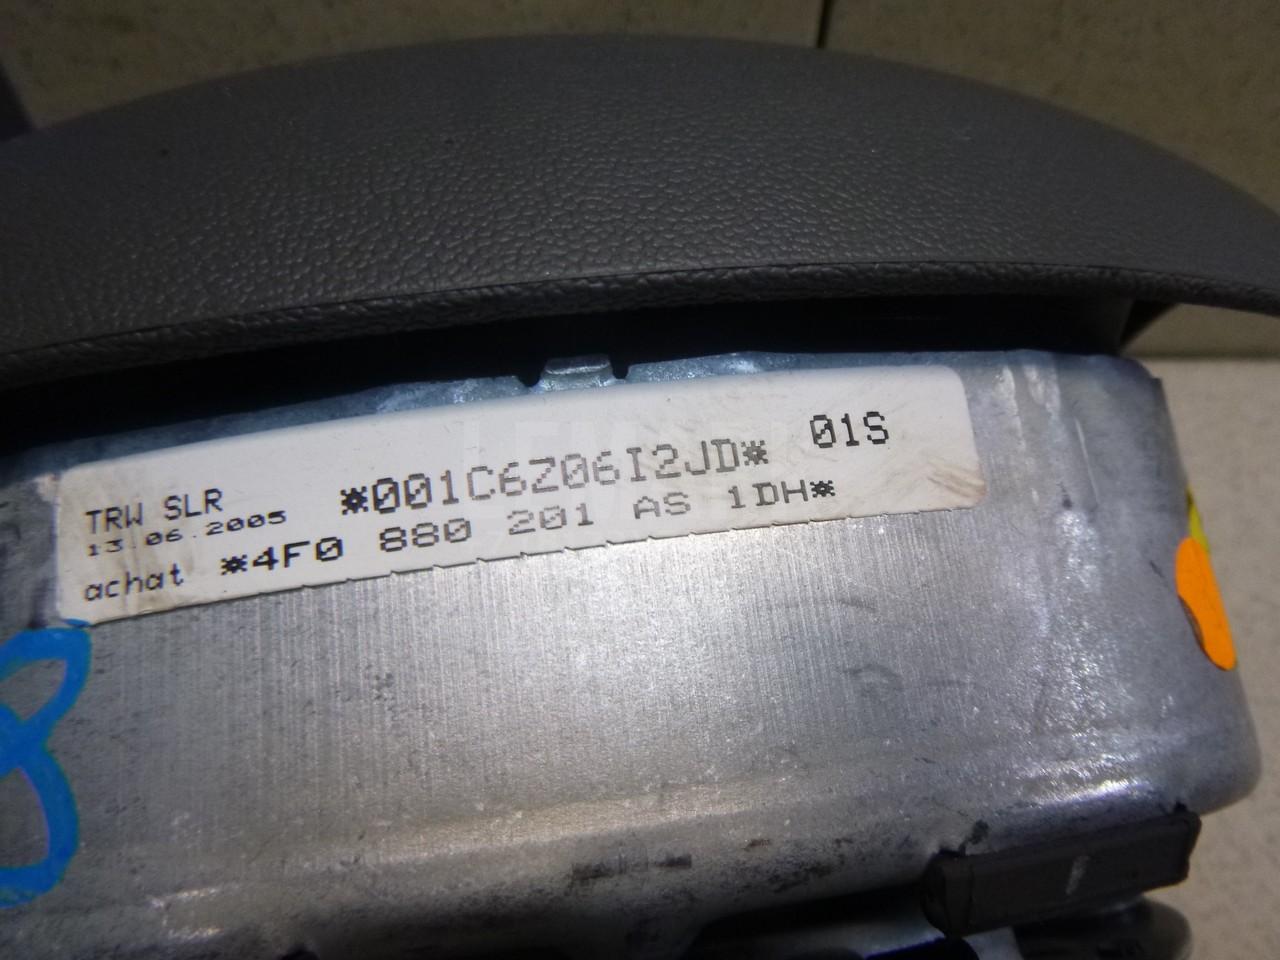 TRW SLR *001C6Z06I2JD* 01S
13.06.2005
achat *4F0 880 201 AS 1DH*